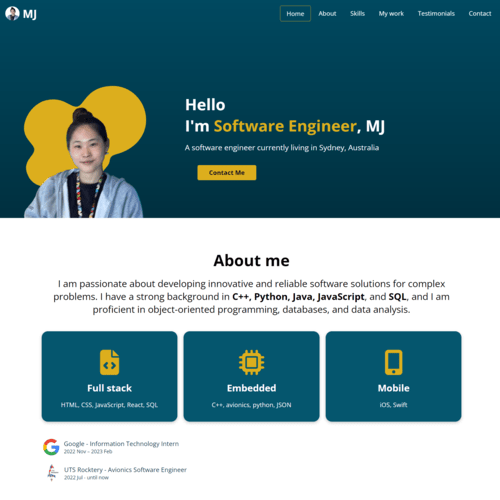 MJ
Home About Skills My work Testimonials Contact
Hello
I'm Software Engineer, MJ
A software engineer currently living in Sydney, Australia
Contact Me
About me
I am passionate about developing innovative and reliable software solutions for complex
problems. I have a strong background in C++, Python, Java, JavaScript, and SQL, and I am
proficient in object-oriented programming, databases, and data analysis.
Full stack
HTML, CSS, JavaScript, React, SQL
Embedded
C++, avionics, python, JSON
Mobile
iOS, Swift
Google - Information Technology Intern
2022 Nov – 2023 Feb
UTS Rocktery - Avionics Software Engineer
2022 Jul - until now